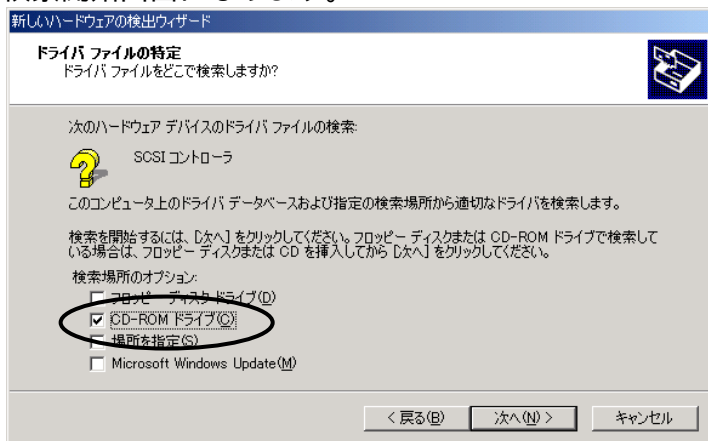 新しいハードウェアの検出ウィザード
ドライバ ファイルの特定
ドライバ ファイルをどこで検索しますか?
次のハードウェア デバイスのドライバ ファイルの検索:
SCSI コントローラ
このコンピュータ上のドライバ データベースおよび指定の検索場所から適切なドライバを検索します。
検索を開始するには、[次へ] をクリックしてください。フロッピー ディスクまたは CD-ROM ドライブで検索して
いる場合は、フロッピー ディスクまたは CD を挿入してから [次へ] をクリックしてください。
検索場所のオプション:
フロッピー ディスク ドライブ(D)
CD-ROM ドライブ(C)
場所を指定(S)
Microsoft Windows Update(M)
< 戻る(B)
次へ(N) >
キャンセル